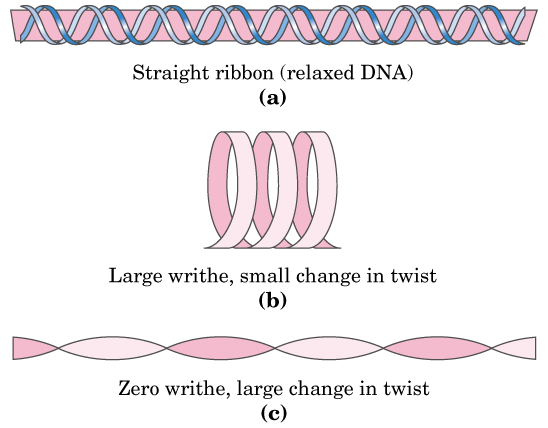 Straight ribbon (relaxed DNA)
(a)
Large writhe, small change in twist
(b)
Zero writhe, large change in twist
(c)